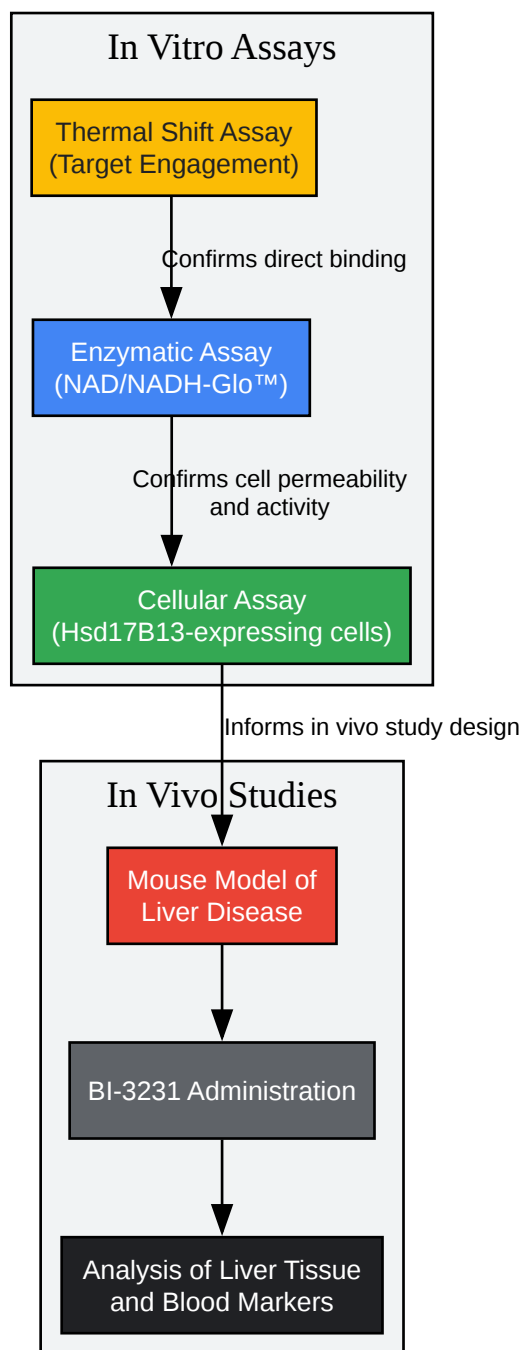 In Vitro Assays
Thermal Shift Assay
(Target Engagement)
Confirms direct binding
Enzymatic Assay
(NAD/NADH-Glo™)
Confirms cell permeability
and activity
Cellular Assay
(Hsd17B13-expressing cells)
Informs in vivo study design
In Vivo Studies
Mouse Model of
Liver Disease
BI-3231 Administration
Analysis of Liver Tissue
and Blood Markers